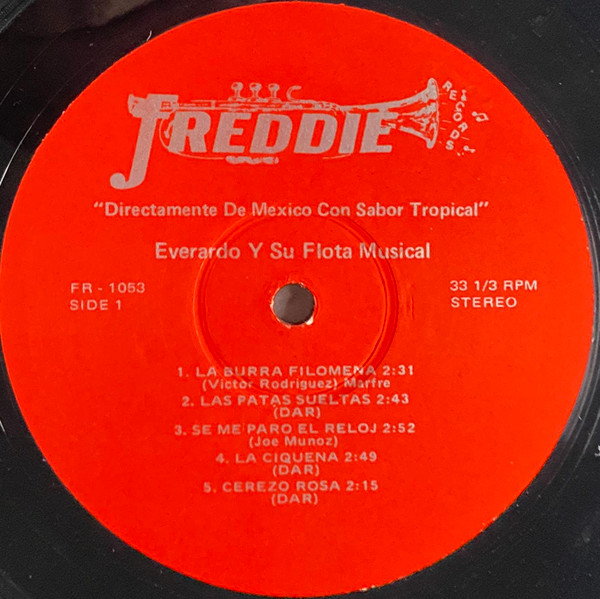 FREDDIE
RECORDS
"Directamente De Mexico Con Sabor Tropical"
Everardo Y Su Flota Musical
FR - 1053
SIDE 1
33 1/3 RPM
STEREO
1. LA BURRA FILOMENA 2:31
(Victor Rodriguez) Marfre
2. LAS PATAS SUELTAS 2:43
(DAR)
3. SE ME PARO EL RELOJ 2:52
(Joe Munoz)
4. LA CIQUENA 2:49
(DAR)
5. CEREZO ROSA 2:15
(DAR)